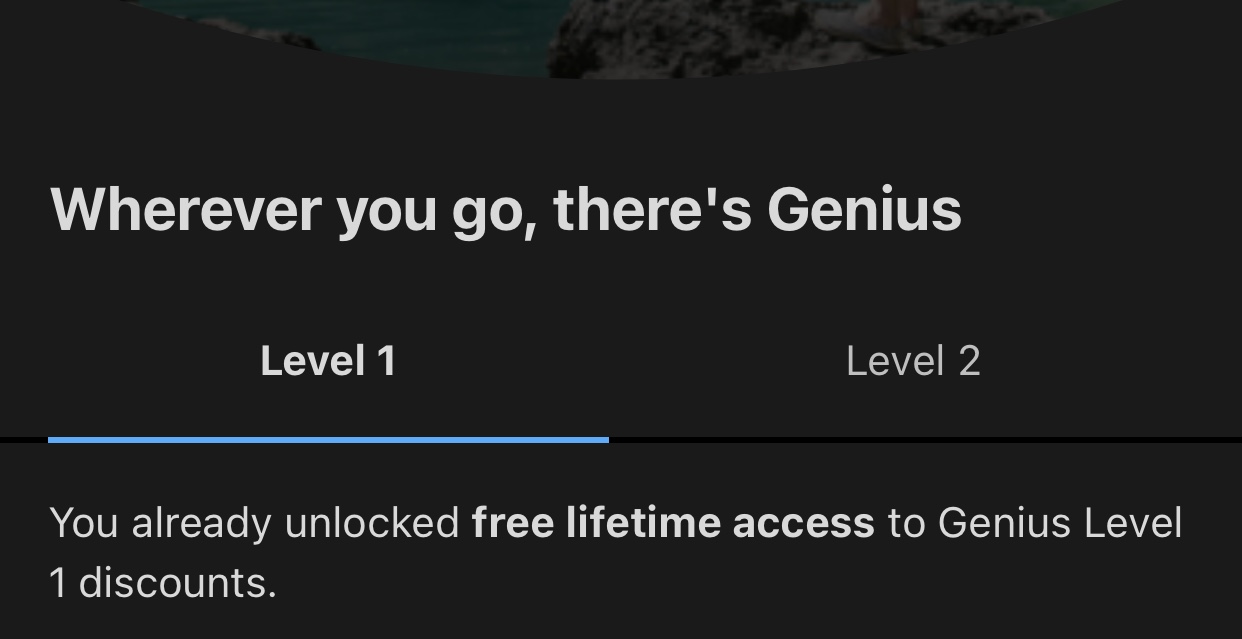 Wherever you go, there's Genius
Level 1
Level 2
You already unlocked free lifetime access to Genius Level
1 discounts.